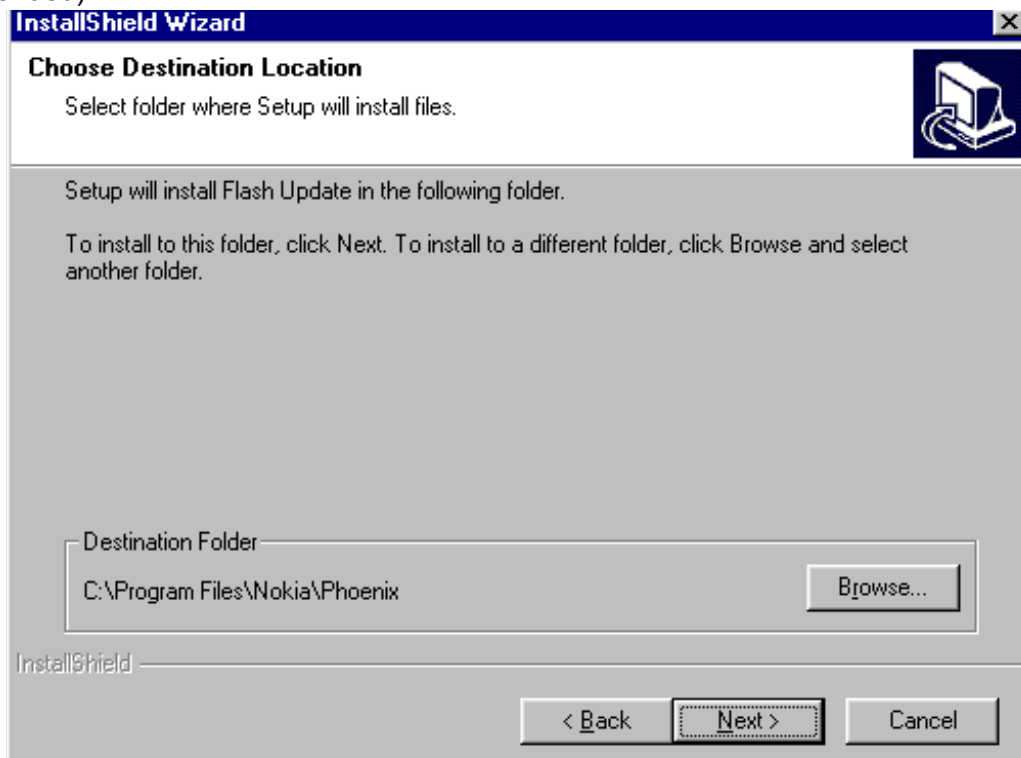 InstallShield Wizard
Choose Destination Location
Select folder where Setup will install files.
Setup will install Flash Update in the following folder.
To install to this folder, click Next. To install to a different folder, click Browse and select
another folder.
Destination Folder
C:\Program Files\Nokia\Phoenix
Browse...
InstallShield
< Back
Next >
Cancel